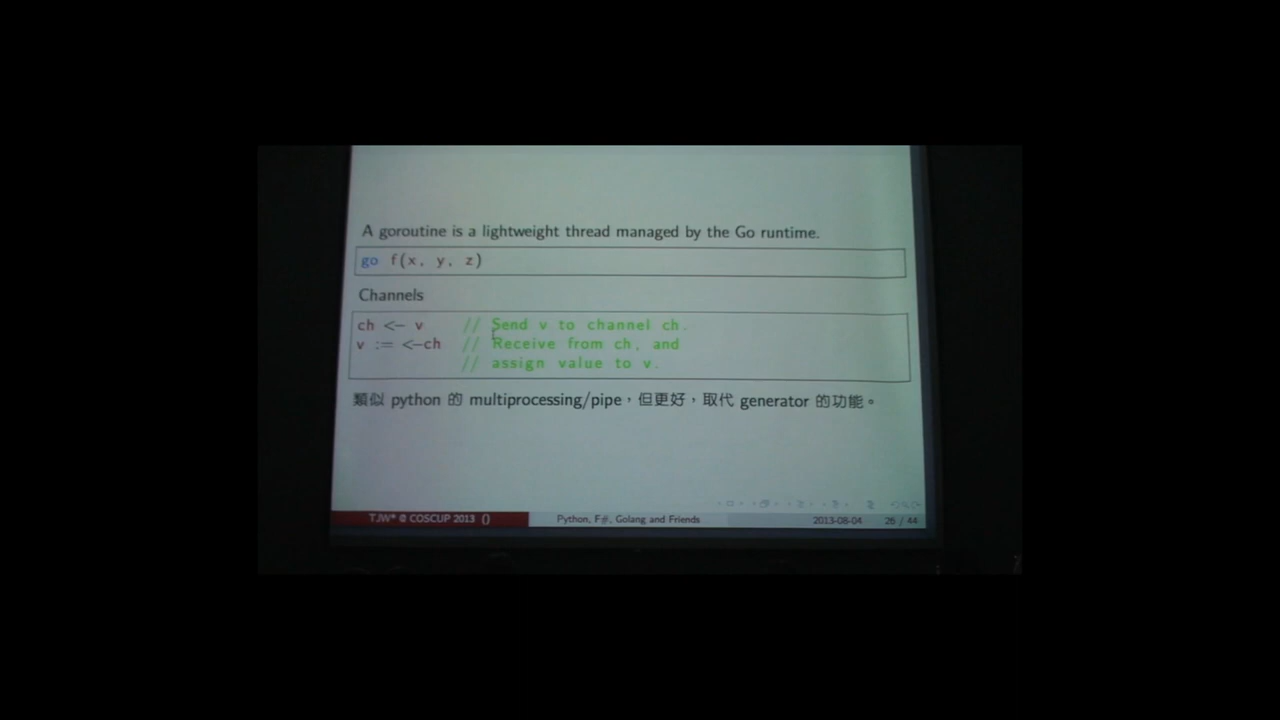 A goroutine is a lightweight thread managed by the Go runtime.
go f(x, y, z)
Channels
ch <- v // Send v to channel ch.
v := <-ch // Receive from ch, and
// assign value to v.
類似 python 的 multiprocessing/pipe，但更好，取代 generator 的功能。
TJW* @ COSCUP 2013 () Python, F#, Golang and Friends 2013-08-04 26 / 44